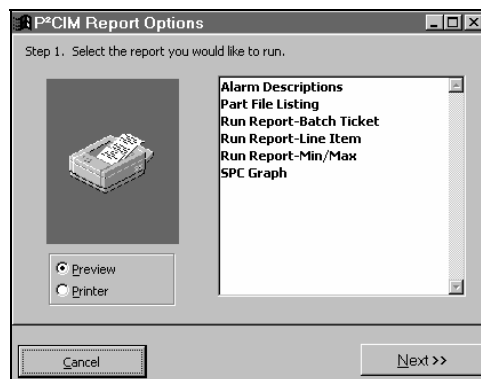 P²CIM Report Options
Step 1. Select the report you would like to run.
Alarm Descriptions
Part File Listing
Run Report-Batch Ticket
Run Report-Line Item
Run Report-Min/Max
SPC Graph
Preview
Printer
Cancel
Next>>